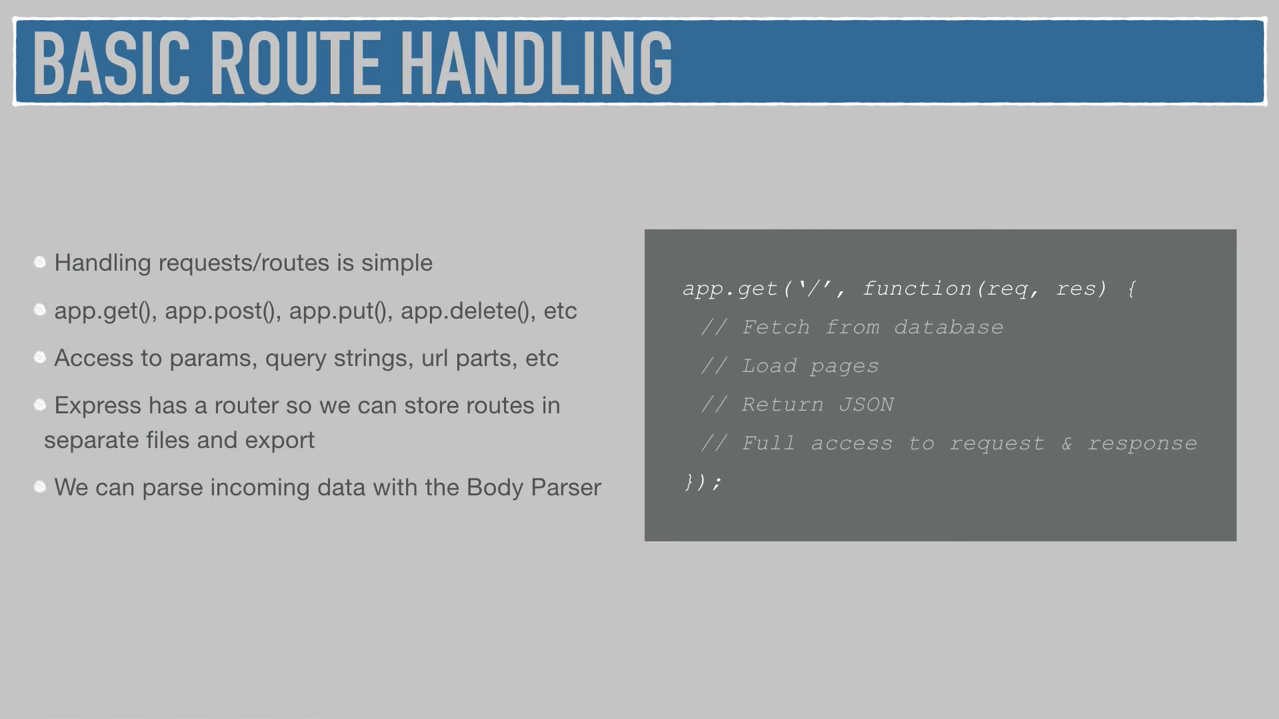 BASIC ROUTE HANDLING
Handling requests/routes is simple
app.get(), app.post(), app.put(), app.delete(), etc
Access to params, query strings, url parts, etc
Express has a router so we can store routes in
separate files and export
We can parse incoming data with the Body Parser
app.get(‘/’, function(req, res) {
// Fetch from database
// Load pages
// Return JSON
// Full access to request & response
});